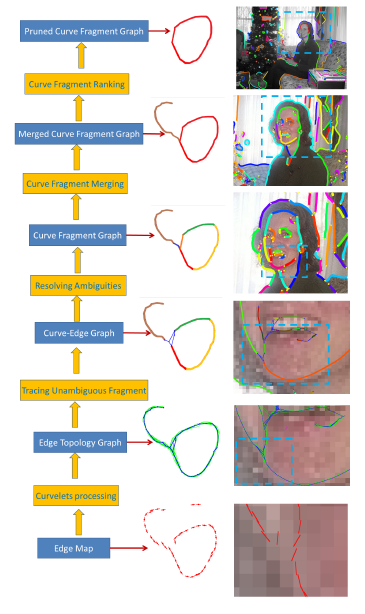 Pruned Curve Fragment Graph
Curve Fragment Ranking
Merged Curve Fragment Graph
Curve Fragment Merging
Curve Fragment Graph
Resolving Ambiguities
Curve-Edge Graph
Tracing Unambiguous Fragment
Edge Topology Graph
Curvelets processing
Edge Map